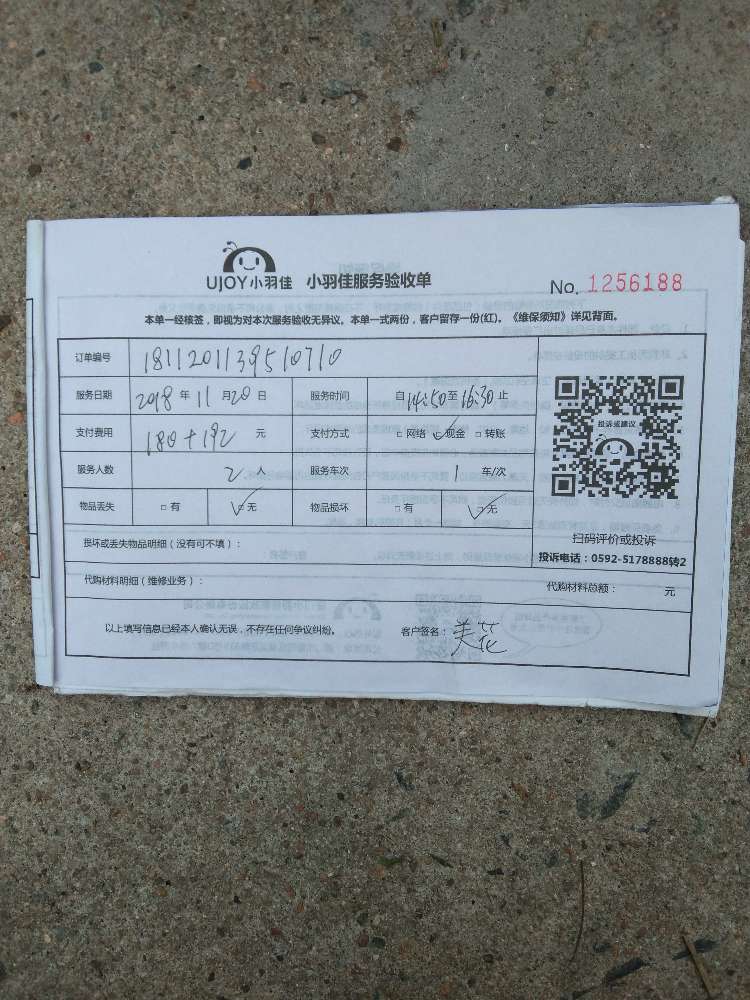 UJOY小羽佳 小羽佳服务验收单 No. 1256188
本单一经核签，即视为对本次服务验收无异议。本单一式两份，客户留存一份(红)。《维保须知》详见背面。
订单编号 1811201139510710
服务日期 2018 年 11 月 20 日 服务时间 自 14:50 至 16:30 止
支付费用 180+192 元 支付方式 □网络 ☑现金 □转账
服务人数 2 人 服务车次 1 车/次
物品丢失 □有 ☑无 物品损坏 □有 ☑无
损坏或丢失物品明细（没有可不填）：
代购材料明细（维修业务）： 代购材料总额： 元
以上填写信息已经本人确认无误，不存在任何争议纠纷。 客户签名：美花
投诉或建议
扫码评价或投诉
投诉电话：0592-5178888转2